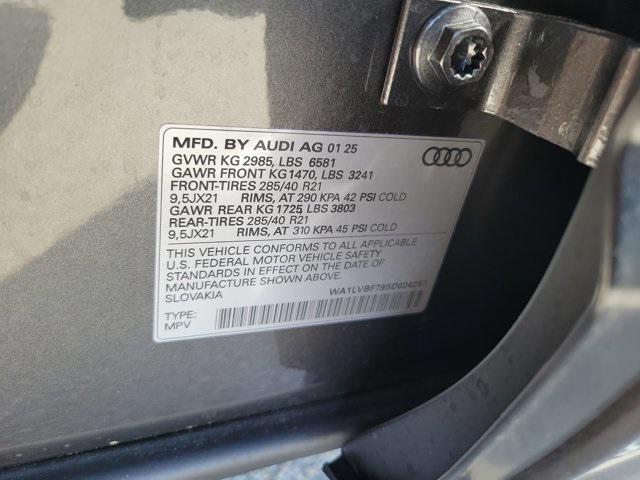 MFD. BY AUDI AG 01 25
GVWR KG 2985, LBS 6581
GAWR FRONT KG1470, LBS 3241
FRONT-TIRES 285/40 R21
9,5JX21 RIMS, AT 290 KPA 42 PSI COLD
GAWR REAR KG 1725, LBS 3803
REAR-TIRES 285/40 R21
9,5JX21 RIMS, AT 310 KPA 45 PSI COLD
THIS VEHICLE CONFORMS TO ALL APPLICABLE
U.S. FEDERAL MOTOR VEHICLE SAFETY
STANDARDS IN EFFECT ON THE DATE OF
MANUFACTURE SHOWN ABOVE.
SLOVAKIA
TYPE:
MPV